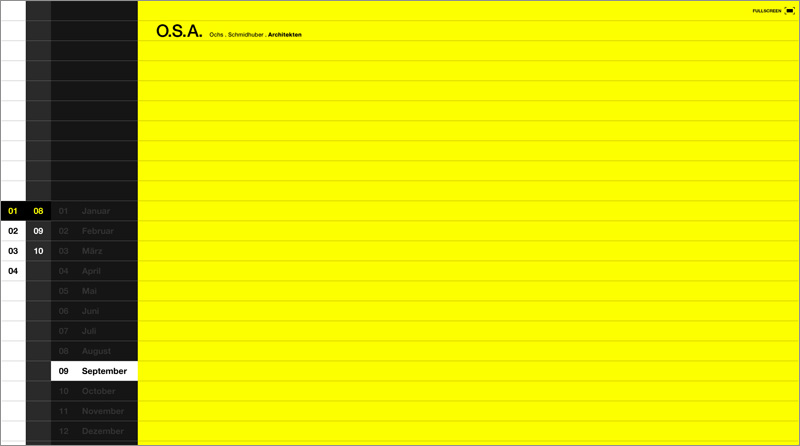 FULLSCREEN
O.S.A. Ochs . Schmidhuber . Architekten
01 08 01 Januar
02 09 02 Februar
03 10 03 März
04 04 April
05 Mai
06 Juni
07 Juli
08 August
09 September
10 October
11 November
12 Dezember